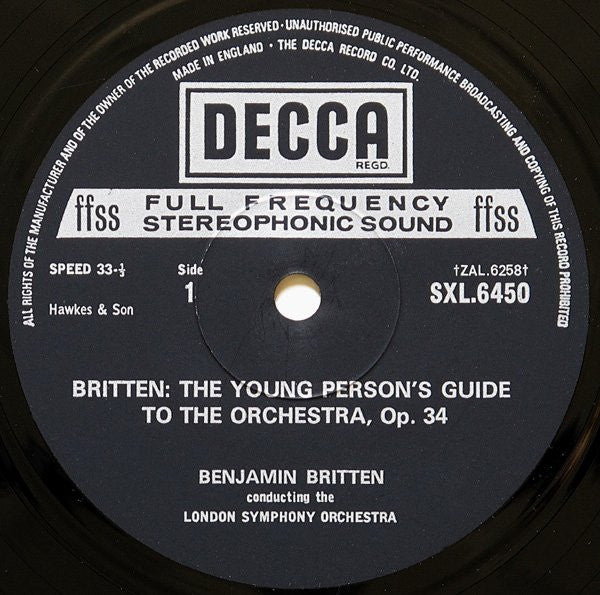 ALL RIGHTS OF THE MANUFACTURER AND OF THE OWNER OF THE RECORDED WORK RESERVED · UNAUTHORISED PUBLIC PERFORMANCE BROADCASTING AND COPYING OF THIS RECORD PROHIBITED
MADE IN ENGLAND · THE DECCA RECORD CO. LTD.
DECCA
REGD.
ffss FULL FREQUENCY ffss
STEREOPHONIC SOUND
SPEED 33-⅓ Side †ZAL.6258†
1 SXL.6450
Hawkes & Son
BRITTEN: THE YOUNG PERSON'S GUIDE
TO THE ORCHESTRA, Op. 34
BENJAMIN BRITTEN
conducting the
LONDON SYMPHONY ORCHESTRA